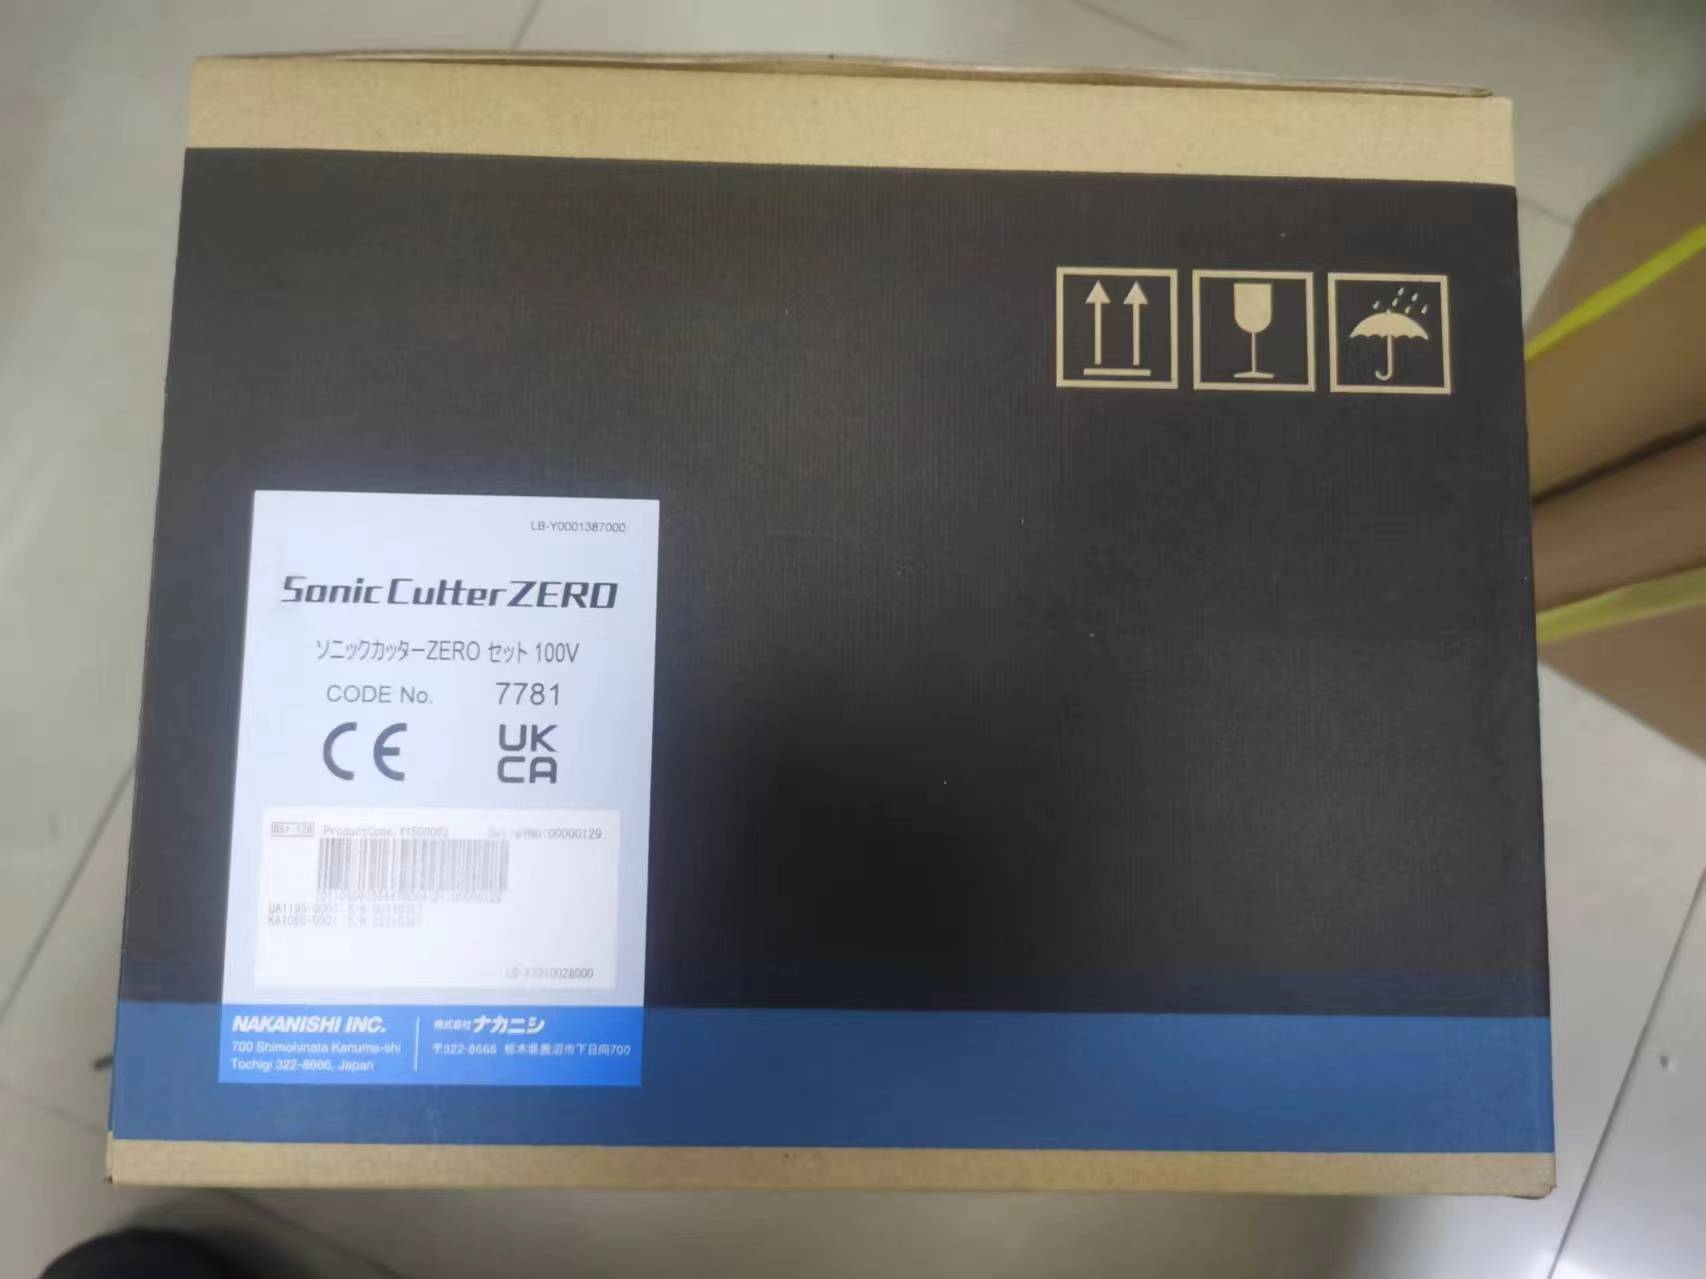 LB-Y0001387000
Sonic Cutter ZERO
ソニックカッターZERO セット 100V
CODE No. 7781
CE
UK
CA
ProductCode 00000129
NAKANISHI INC.
700 Shimohinata Kanuma-shi
Tochigi 322-8666, Japan
株式会社ナカニシ
〒322-8666 栃木県鹿沼市下日向700